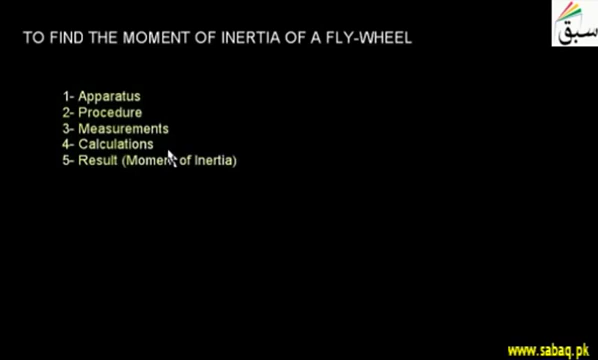 TO FIND THE MOMENT OF INERTIA OF A FLY-WHEEL
سبق
1- Apparatus
2- Procedure
3- Measurements
4- Calculations
5- Result (Moment of Inertia)
www.sabaq.pk